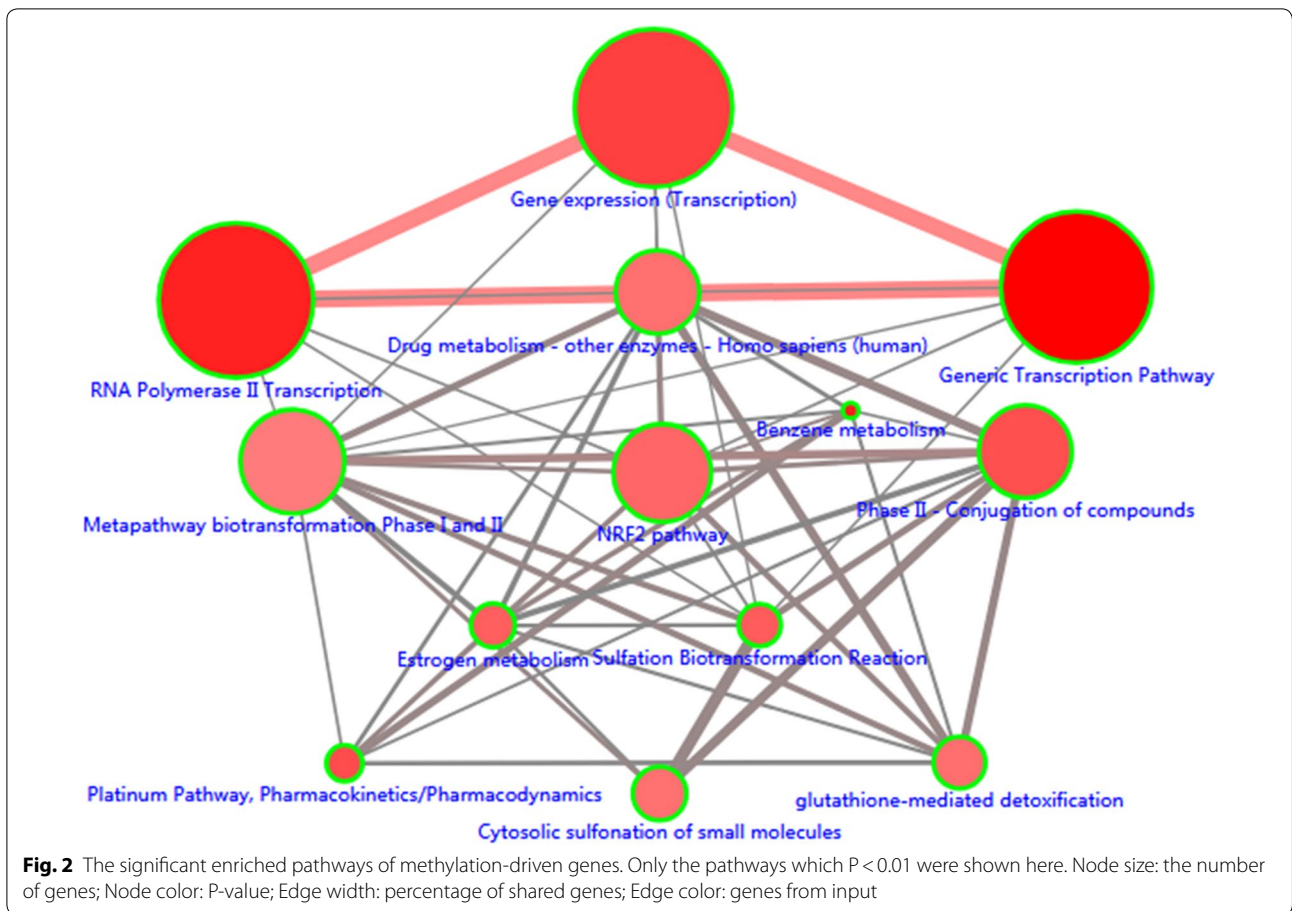 Gene expression (Transcription)
Drug metabolism - other enzymes - Homo sapiens (human)
RNA Polymerase II Transcription
Generic Transcription Pathway
Benzene metabolism
Metapathway biotransformation Phase I and II
NRF2 pathway
Phase II - Conjugation of compounds
Estrogen metabolism
Sulfation Biotransformation Reaction
Platinum Pathway, Pharmacokinetics/Pharmacodynamics
glutathione-mediated detoxification
Cytosolic sulfonation of small molecules
Fig. 2 The significant enriched pathways of methylation-driven genes. Only the pathways which P < 0.01 were shown here. Node size: the number
of genes; Node color: P-value; Edge width: percentage of shared genes; Edge color: genes from input